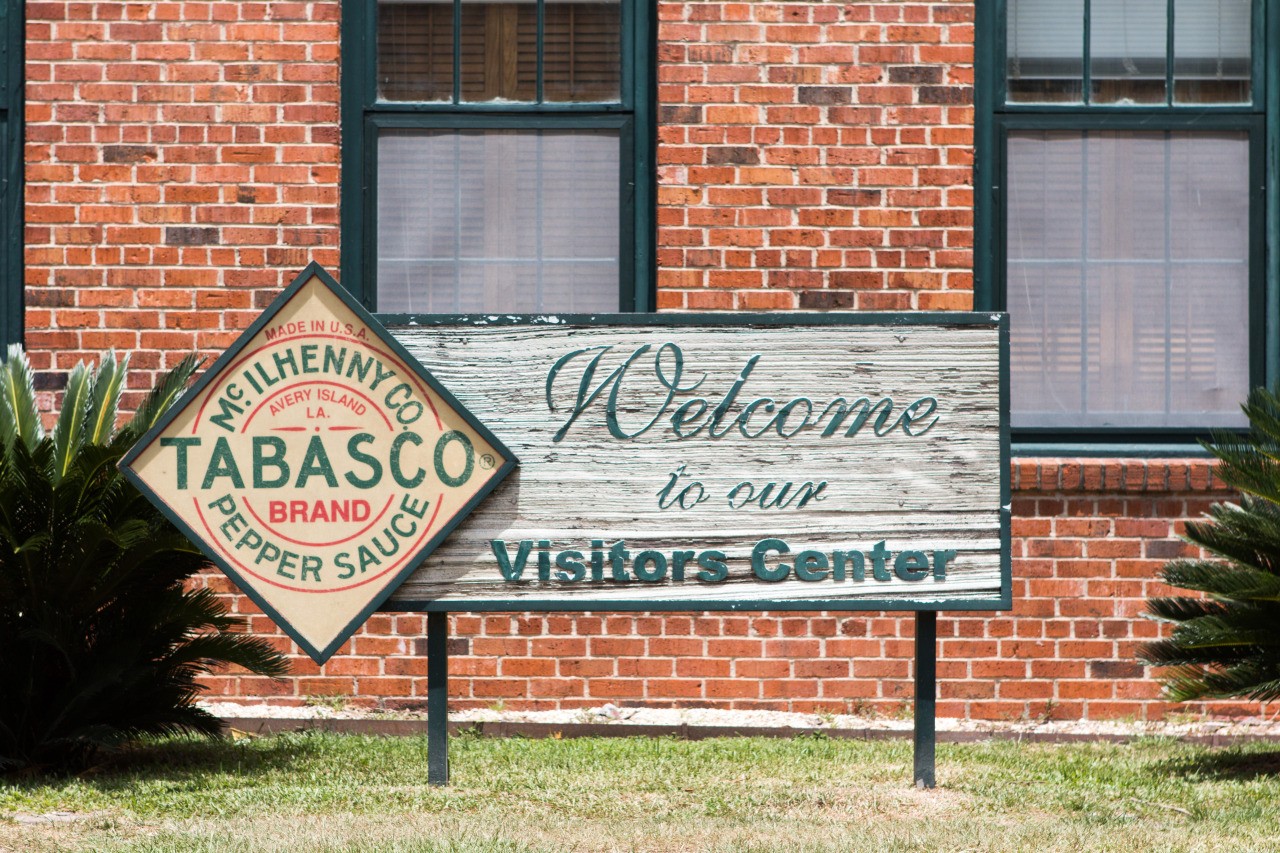 MADE IN U.S.A.
McILHENNY CO.
AVERY ISLAND
LA.
TABASCO®
BRAND
PEPPER SAUCE
Welcome
to our
Visitors Center